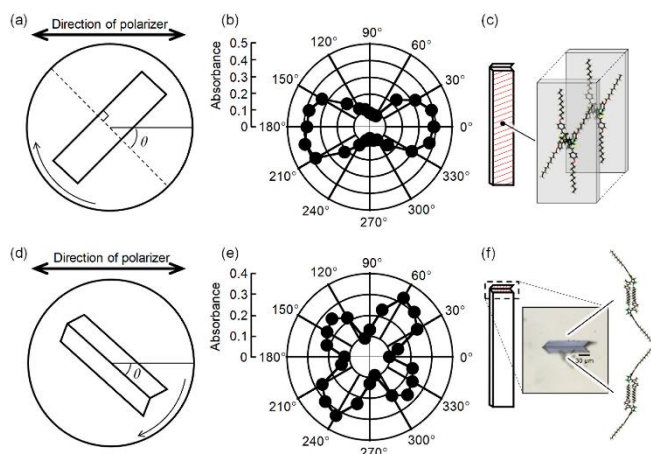 (a)
Direction of polarizer
θ
(b)
Absorbance
0.5
0.4
0.3
0.2
0.1
0
90°
120°
60°
150°
30°
180°
0°
210°
330°
240°
300°
270°
(c)
(d)
Direction of polarizer
θ
(e)
Absorbance
0.4
0.3
0.2
0.1
0
90°
120°
60°
150°
30°
180°
0°
210°
330°
240°
300°
270°
(f)
30 μm